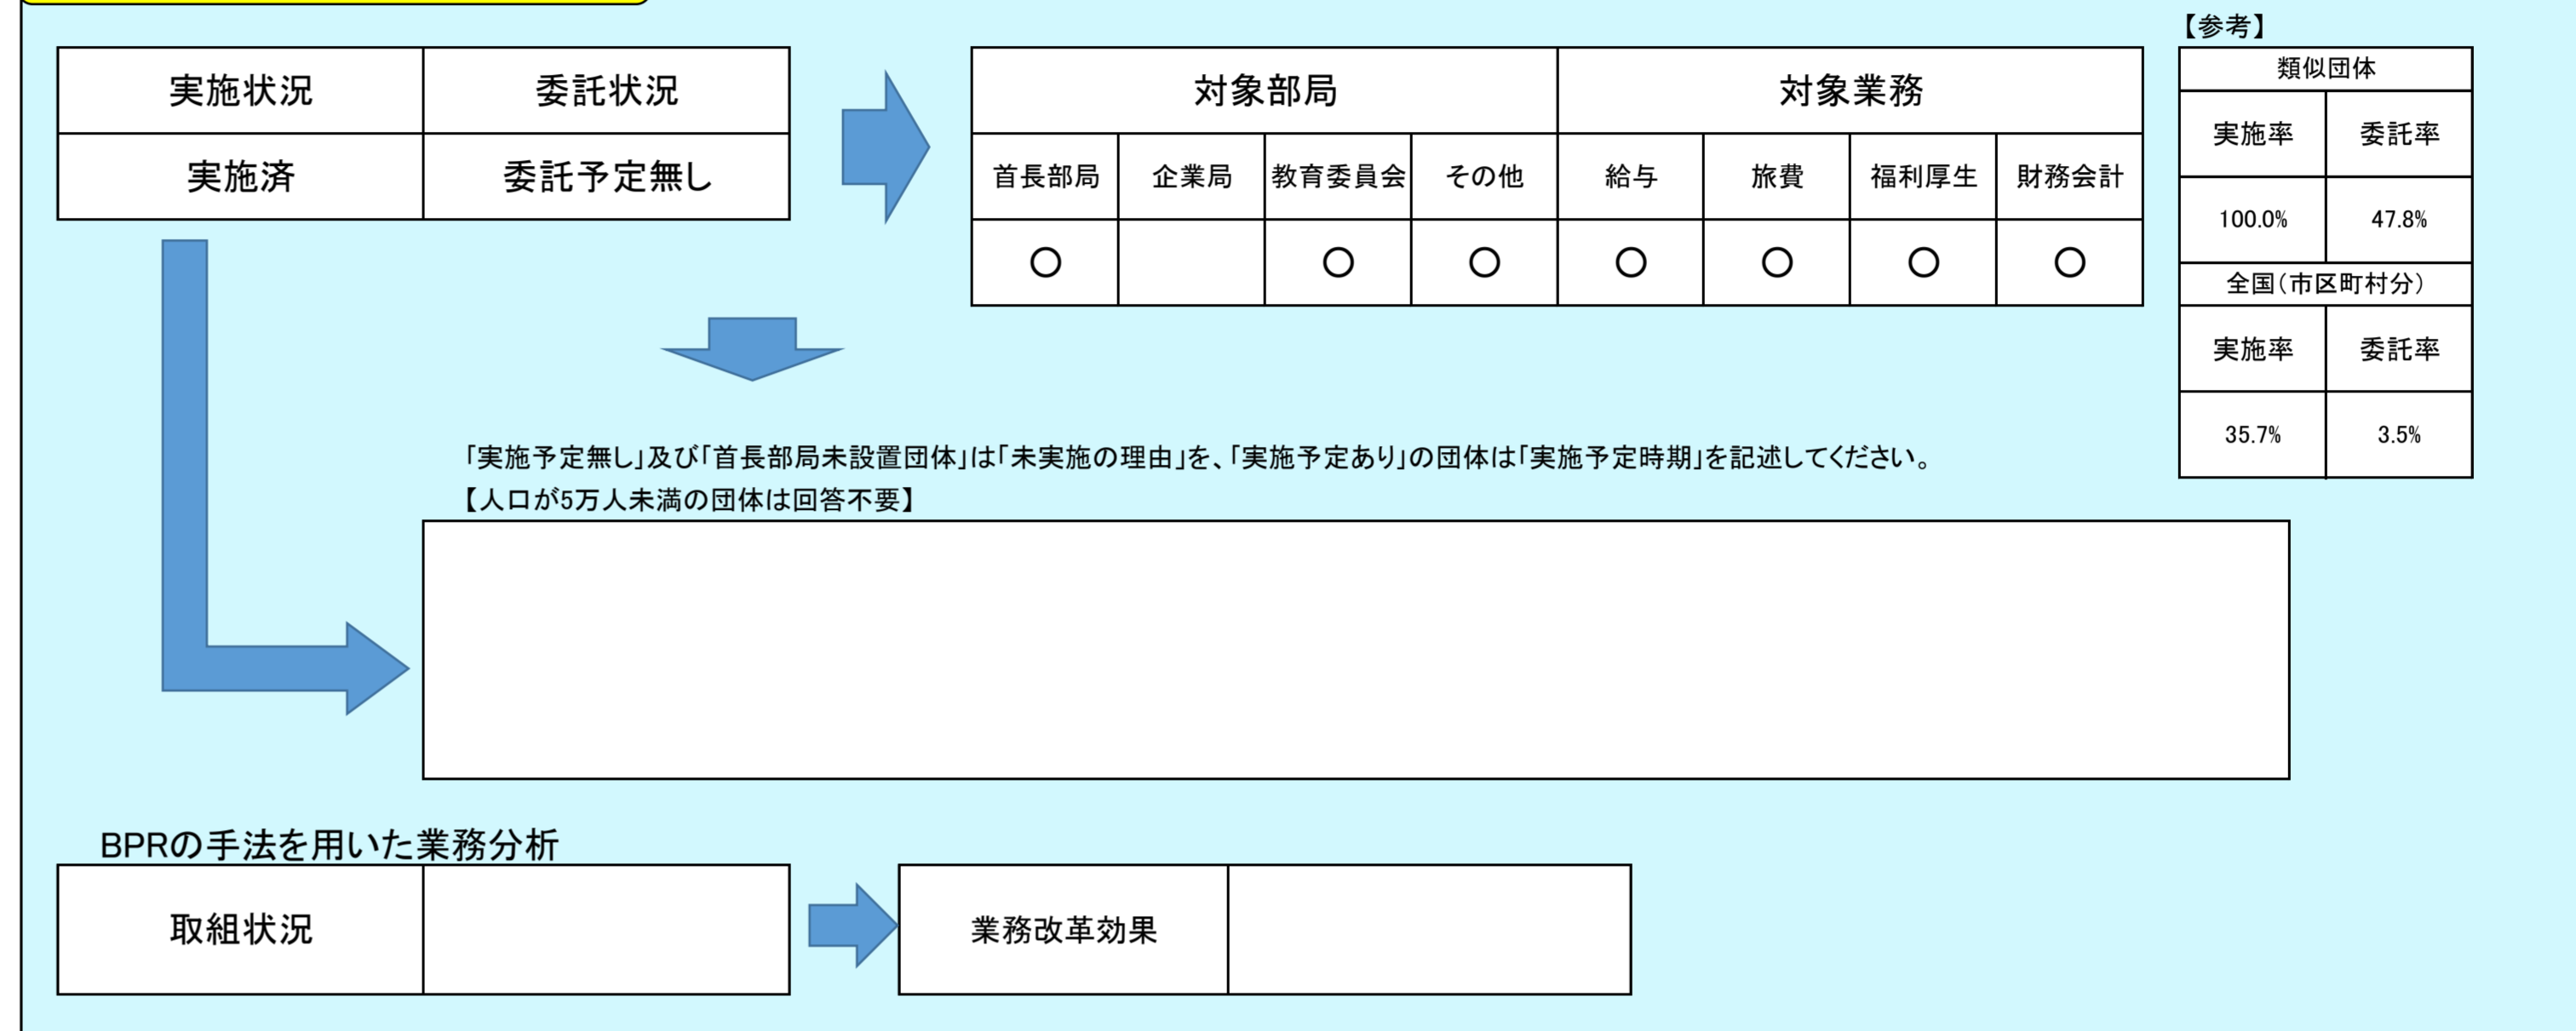 【参考】
実施状況 委託状況
実施済 委託予定無し
対象部局 対象業務
首長部局 企業局 教育委員会 その他 給与 旅費 福利厚生 財務会計
○ ○ ○ ○ ○ ○ ○
類似団体
実施率 委託率
100.0% 47.8%
全国(市区町村分)
実施率 委託率
35.7% 3.5%
「実施予定無し」及び「首長部局未設置団体」は「未実施の理由」を、「実施予定あり」の団体は「実施予定時期」を記述してください。
【人口が5万人未満の団体は回答不要】
BPRの手法を用いた業務分析
取組状況
業務改革効果